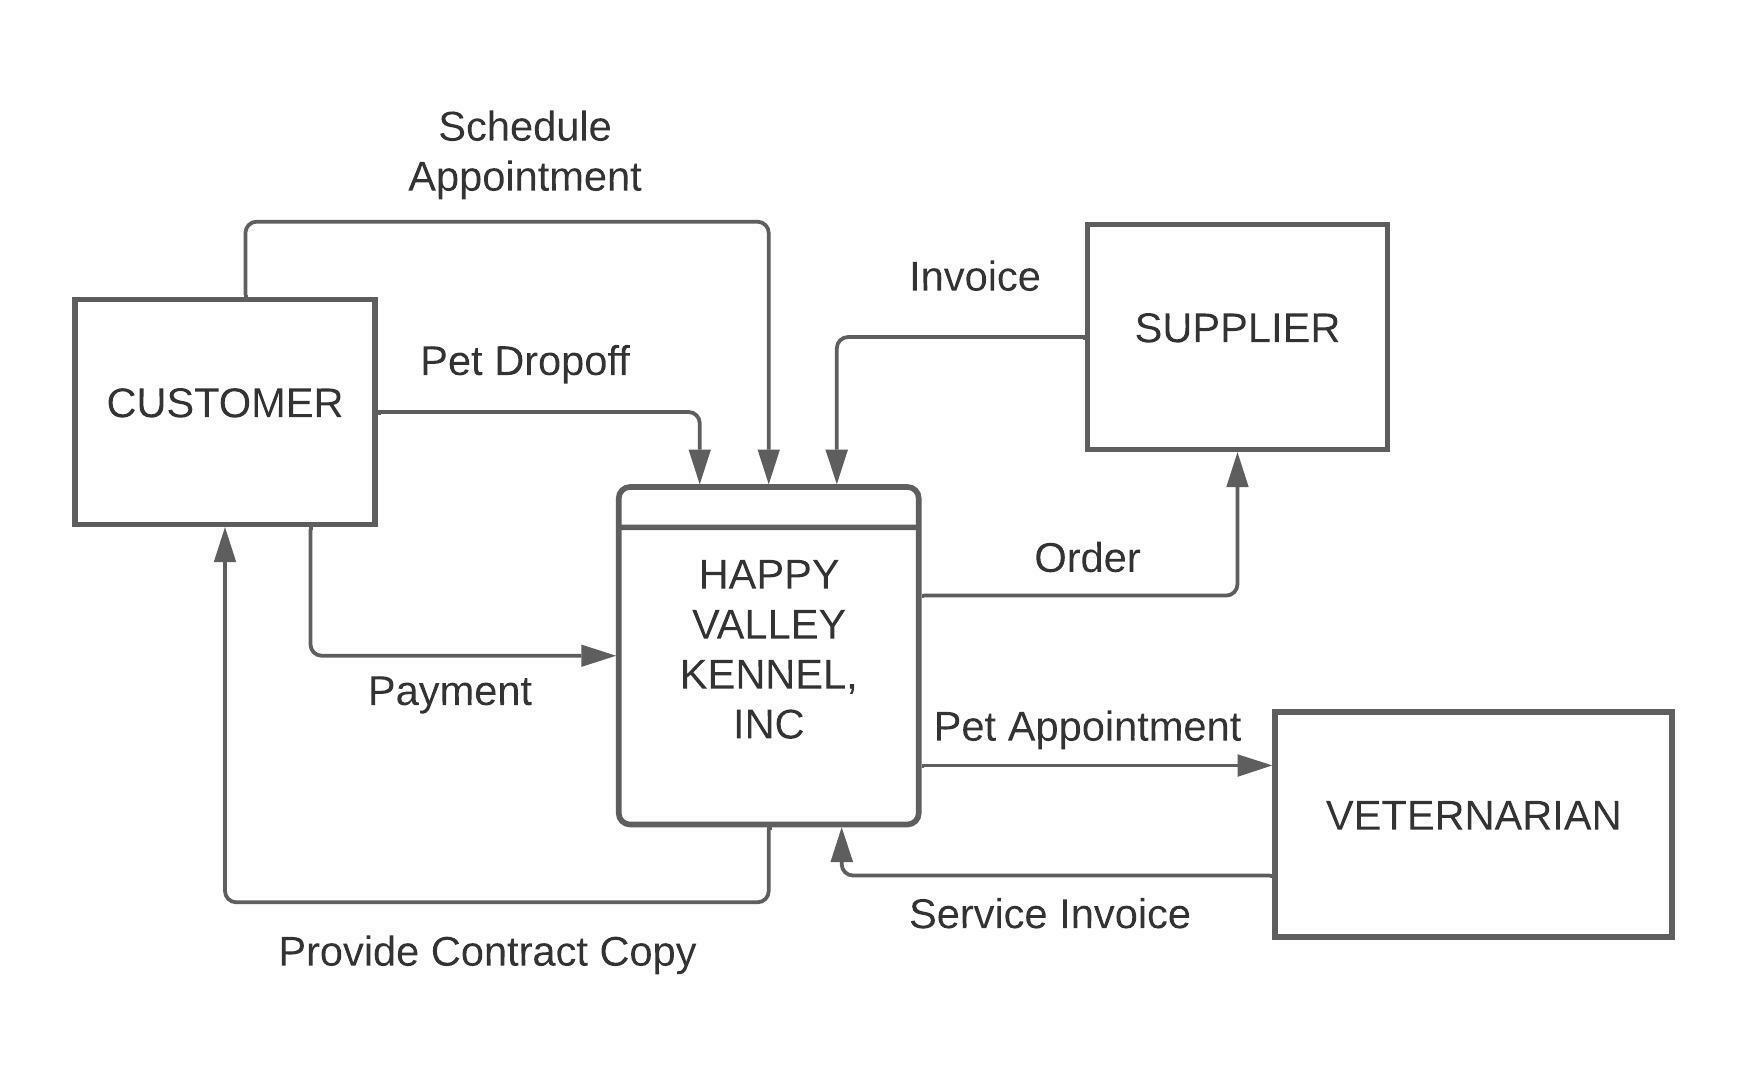 Schedule
Appointment
Invoice
SUPPLIER
Pet Dropoff
CUSTOMER
Order
HAPPY
VALLEY
KENNEL,
INC
Payment
Pet Appointment
VETERNARIAN
Service Invoice
Provide Contract Copy